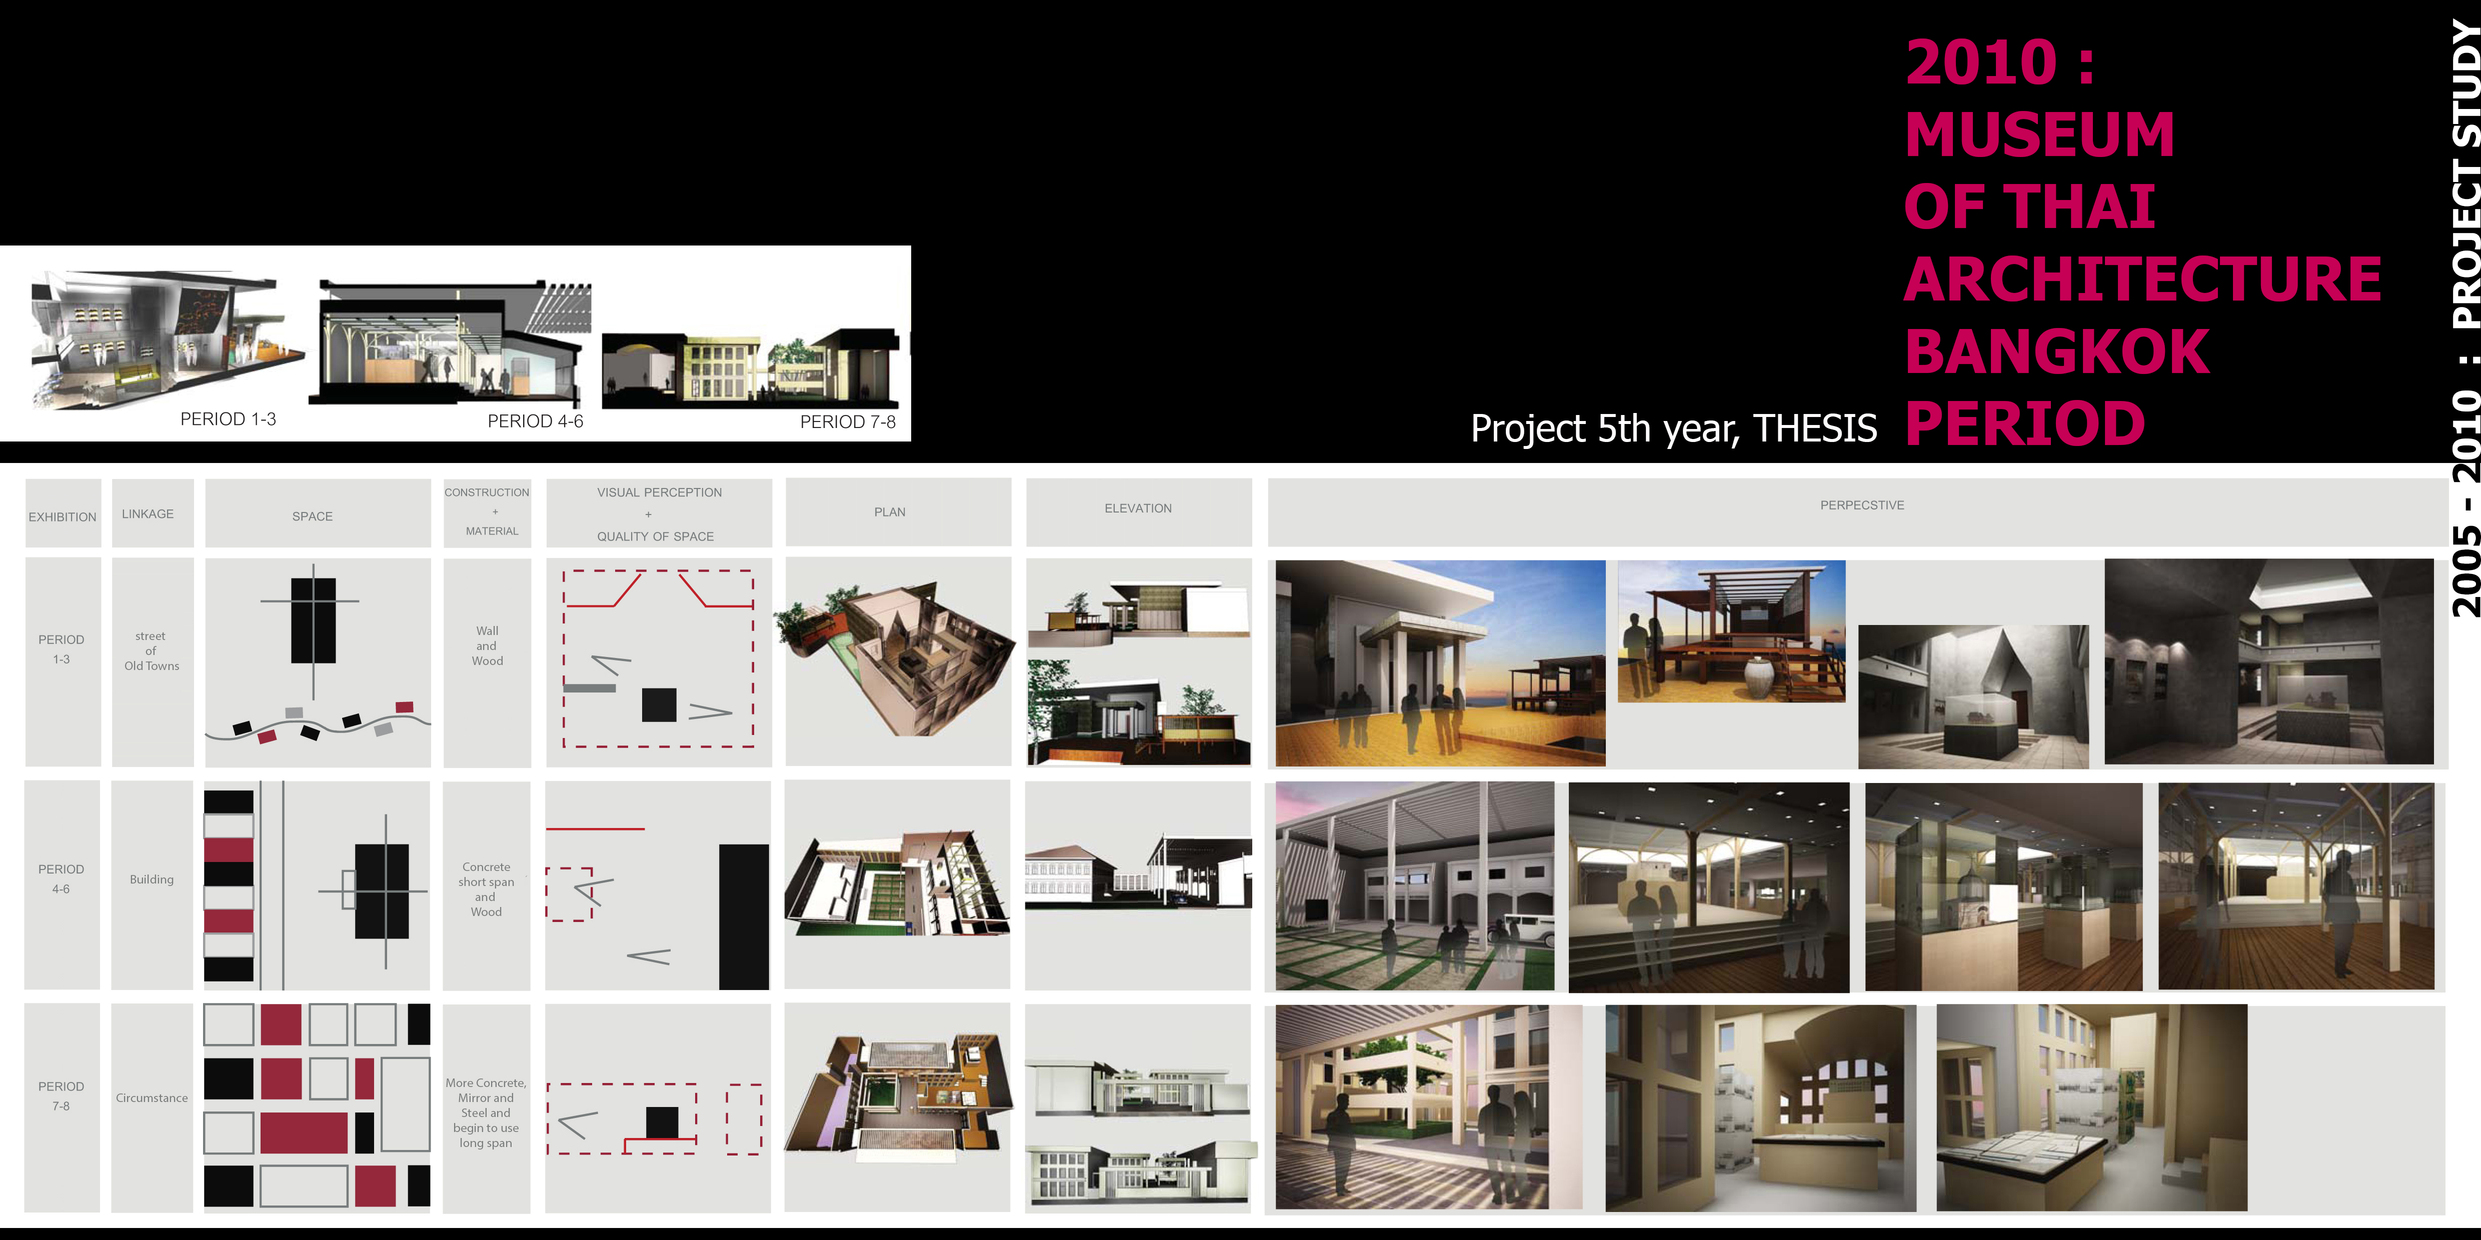 2010 :
MUSEUM
OF THAI
ARCHITECTURE
BANGKOK
PERIOD
Project 5th year, THESIS
2005 - 2010 : PROJECT STUDY
PERIOD 1-3
PERIOD 4-6
PERIOD 7-8
EXHIBITION
LINKAGE
SPACE
CONSTRUCTION
+
MATERIAL
VISUAL PERCEPTION
+
QUALITY OF SPACE
PLAN
ELEVATION
PERPECSTIVE
PERIOD
1-3
street
of
Old Towns
Wall
and
Wood
PERIOD
4-6
Building
Concrete
short span
and
Wood
PERIOD
7-8
Circumstance
More Concrete,
Mirror and
Steel and
begin to use
long span